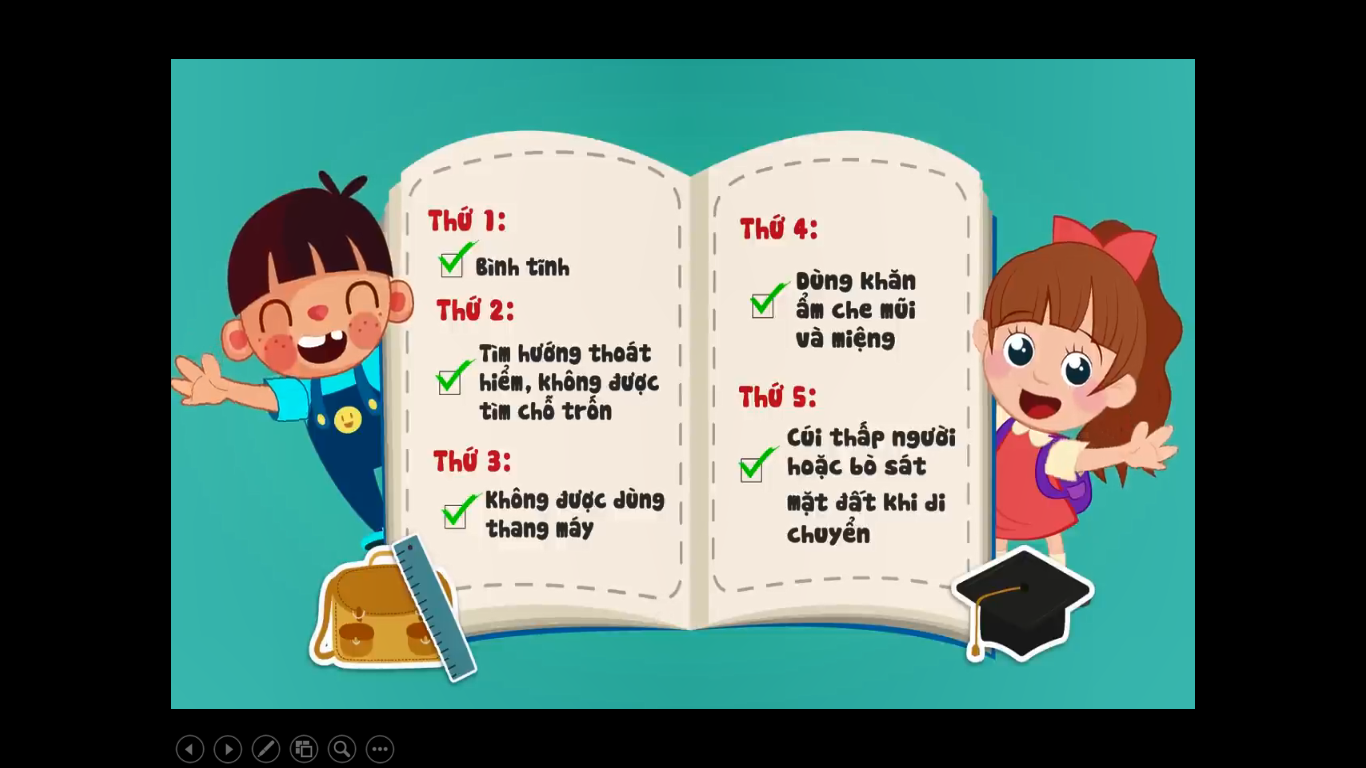 Thứ 1:
Bình tĩnh
Thứ 2:
Tìm hướng thoát
hiểm, không được
tìm chỗ trốn
Thứ 3:
Không được dùng
thang máy
Thứ 4:
Dùng khăn
ẩm che mũi
và miệng
Thứ 5:
Cúi thấp người
hoặc bò sát
mặt đất khi di
chuyển